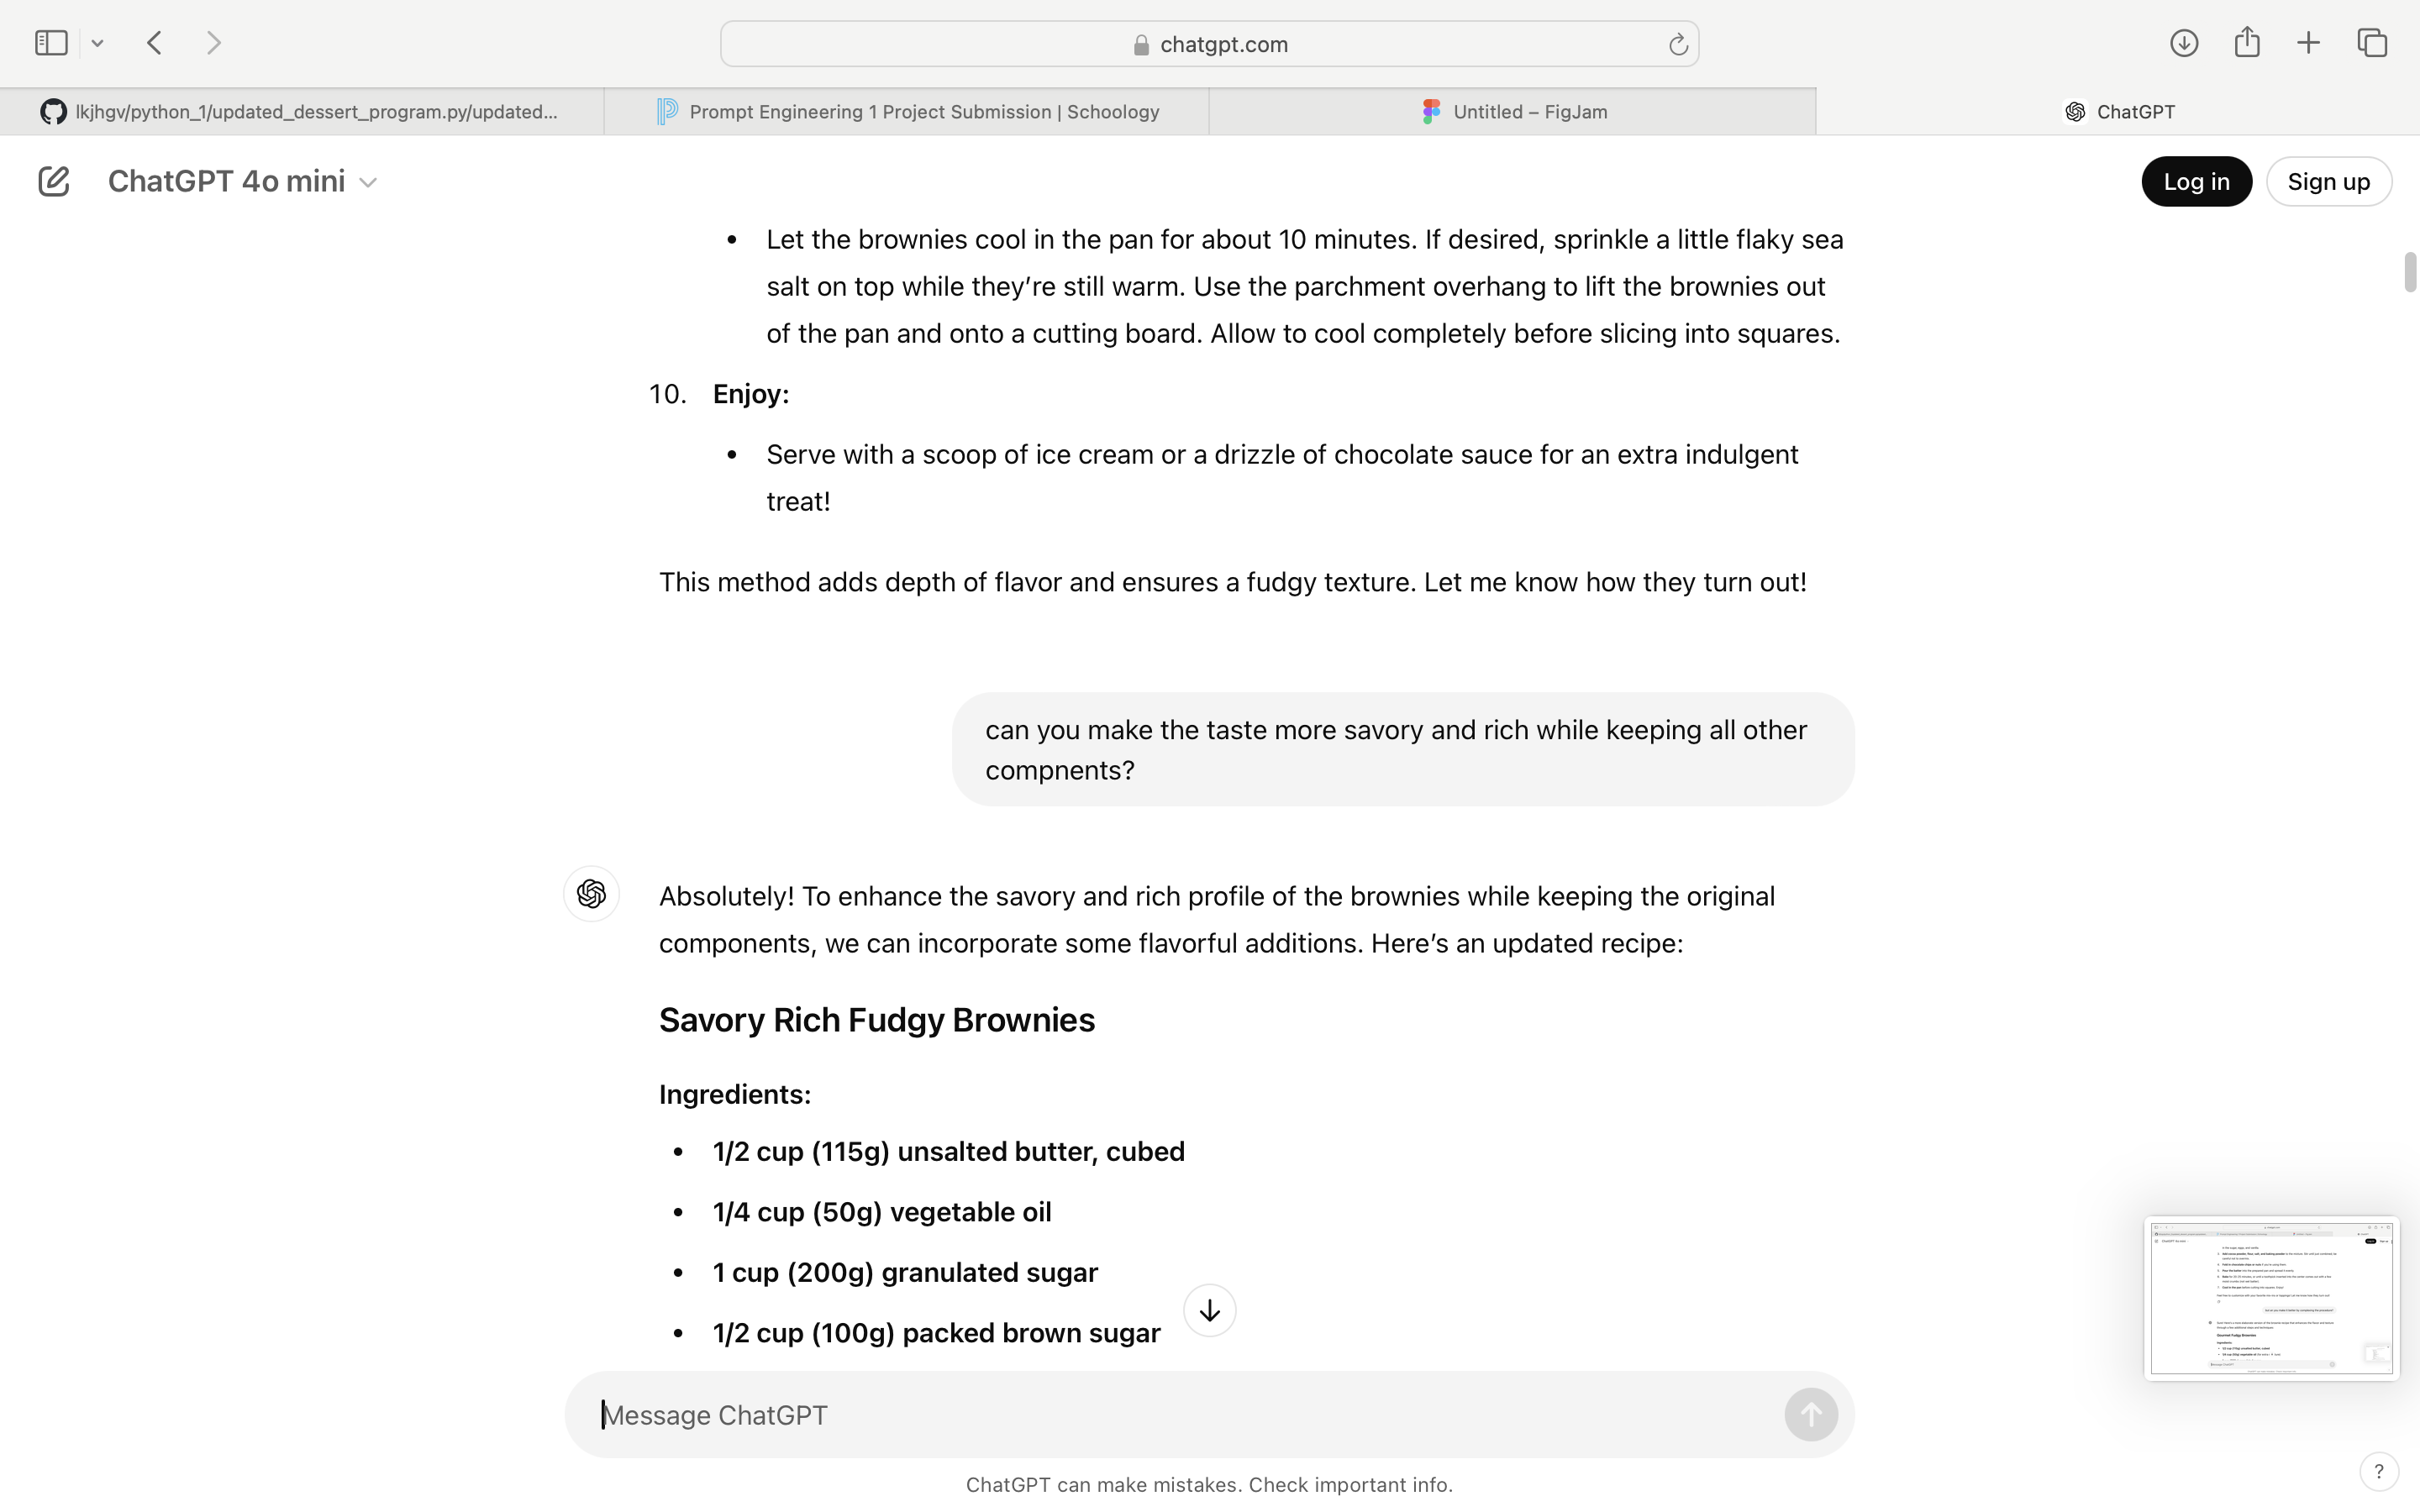 chatgpt.com
lkjhgv/python_1/updated_dessert_program.py/updated...
Prompt Engineering 1 Project Submission | Schoology
Untitled – FigJam
ChatGPT
ChatGPT 4o mini
Log in
Sign up
• Let the brownies cool in the pan for about 10 minutes. If desired, sprinkle a little flaky sea
salt on top while they’re still warm. Use the parchment overhang to lift the brownies out
of the pan and onto a cutting board. Allow to cool completely before slicing into squares.
10. Enjoy:
• Serve with a scoop of ice cream or a drizzle of chocolate sauce for an extra indulgent
treat!
This method adds depth of flavor and ensures a fudgy texture. Let me know how they turn out!
can you make the taste more savory and rich while keeping all other
compnents?
Absolutely! To enhance the savory and rich profile of the brownies while keeping the original
components, we can incorporate some flavorful additions. Here’s an updated recipe:
Savory Rich Fudgy Brownies
Ingredients:
• 1/2 cup (115g) unsalted butter, cubed
• 1/4 cup (50g) vegetable oil
• 1 cup (200g) granulated sugar
• 1/2 cup (100g) packed brown sugar
Message ChatGPT
ChatGPT can make mistakes. Check important info.
?